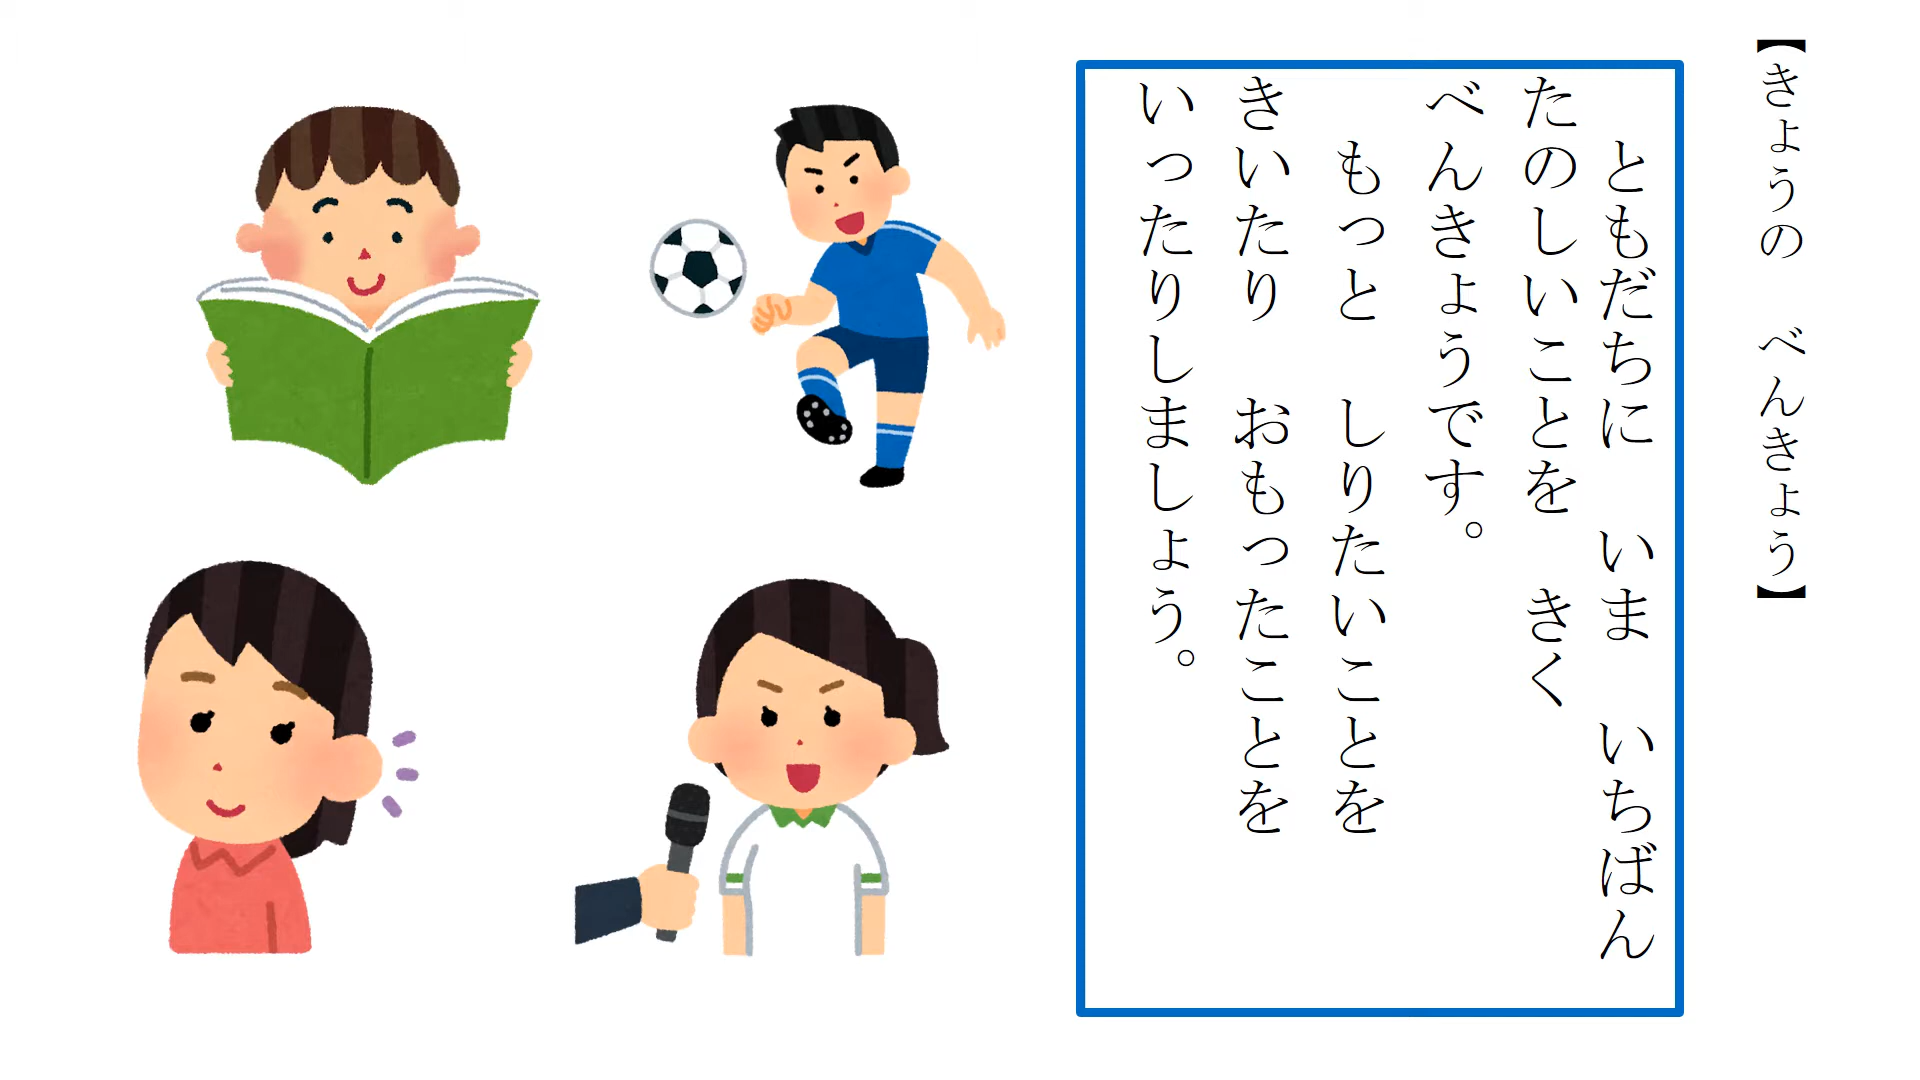 【きょうの　べんきょう】
　ともだちに　いま　いちばん
たのしいことを　きく
べんきょうです。
　もっと　しりたいことを
きいたり　おもったことを
いったりしましょう。